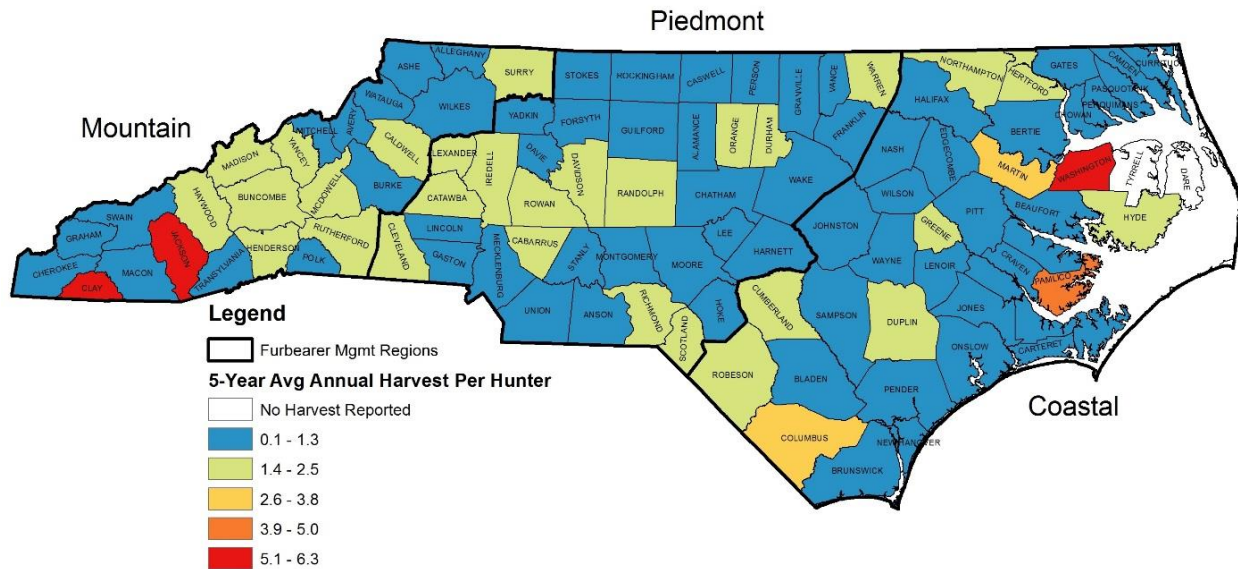 Piedmont
Mountain
Coastal
ALLEGHANY
ASHE
SURRY
STOKES
ROCKINGHAM
CASWELL
PERSON
GRANVILLE
VANCE
WARREN
NORTHAMPTON
HERTFORD
GATES
CAMDEN
CURRITUCK
PASQUOTANK
PERQUIMANS
CHOWAN
WATAUGA
WILKES
YADKIN
FORSYTH
GUILFORD
ALAMANCE
ORANGE
DURHAM
FRANKLIN
HALIFAX
BERTIE
MITCHELL
AVERY
CALDWELL
ALEXANDER
IREDELL
DAVIE
DAVIDSON
RANDOLPH
CHATHAM
WAKE
NASH
EDGECOMBE
MARTIN
WASHINGTON
TYRRELL
DARE
MADISON
YANCEY
MCDOWELL
BURKE
CATAWBA
ROWAN
WILSON
PITT
BEAUFORT
HYDE
HAYWOOD
BUNCOMBE
RUTHERFORD
CLEVELAND
LINCOLN
GASTON
MECKLENBURG
CABARRUS
STANLY
MONTGOMERY
MOORE
LEE
HARNETT
JOHNSTON
WAYNE
GREENE
LENOIR
CRAVEN
PAMLICO
SWAIN
GRAHAM
CHEROKEE
CLAY
MACON
JACKSON
TRANSYLVANIA
HENDERSON
POLK
UNION
ANSON
RICHMOND
SCOTLAND
HOKE
CUMBERLAND
SAMPSON
DUPLIN
JONES
CARTERET
ONSLOW
ROBESON
BLADEN
PENDER
COLUMBUS
NEW HANOVER
BRUNSWICK
Legend
Furbearer Mgmt Regions
5-Year Avg Annual Harvest Per Hunter
No Harvest Reported
0.1 - 1.3
1.4 - 2.5
2.6 - 3.8
3.9 - 5.0
5.1 - 6.3